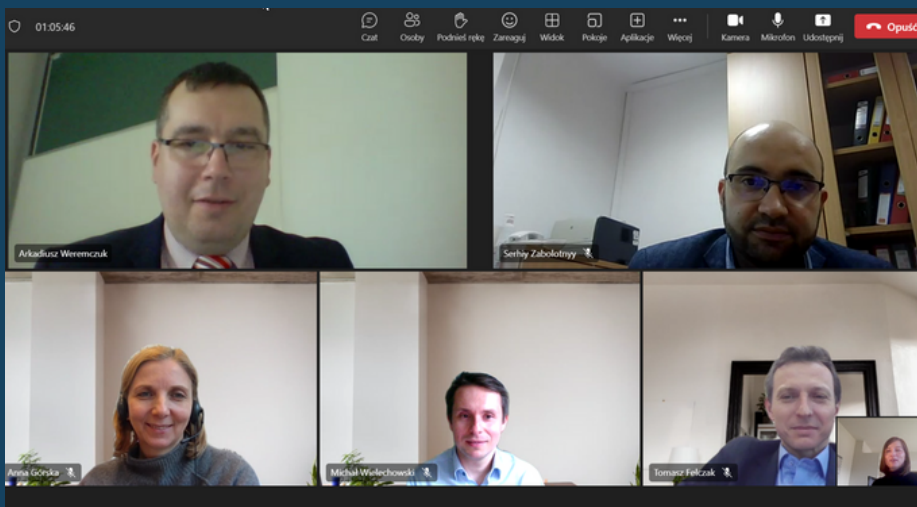 01:05:46
Czat
Osoby
Podnieś rękę
Zareaguj
Widok
Pokoje
Aplikacje
Więcej
Kamera
Mikrofon
Udostępnij
Opuść
Arkadiusz Weremczuk
Serhiy Zabolotnyy
Anna Górska
Michał Wielechowski
Tomasz Felczak